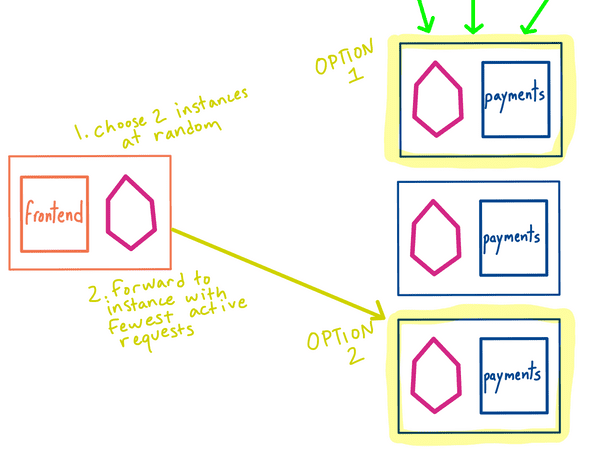 OPTION
1
payments
1. choose 2 instances
at random
frontend
payments
2. Forward to
instance with
fewest active
requests
OPTION
2
payments